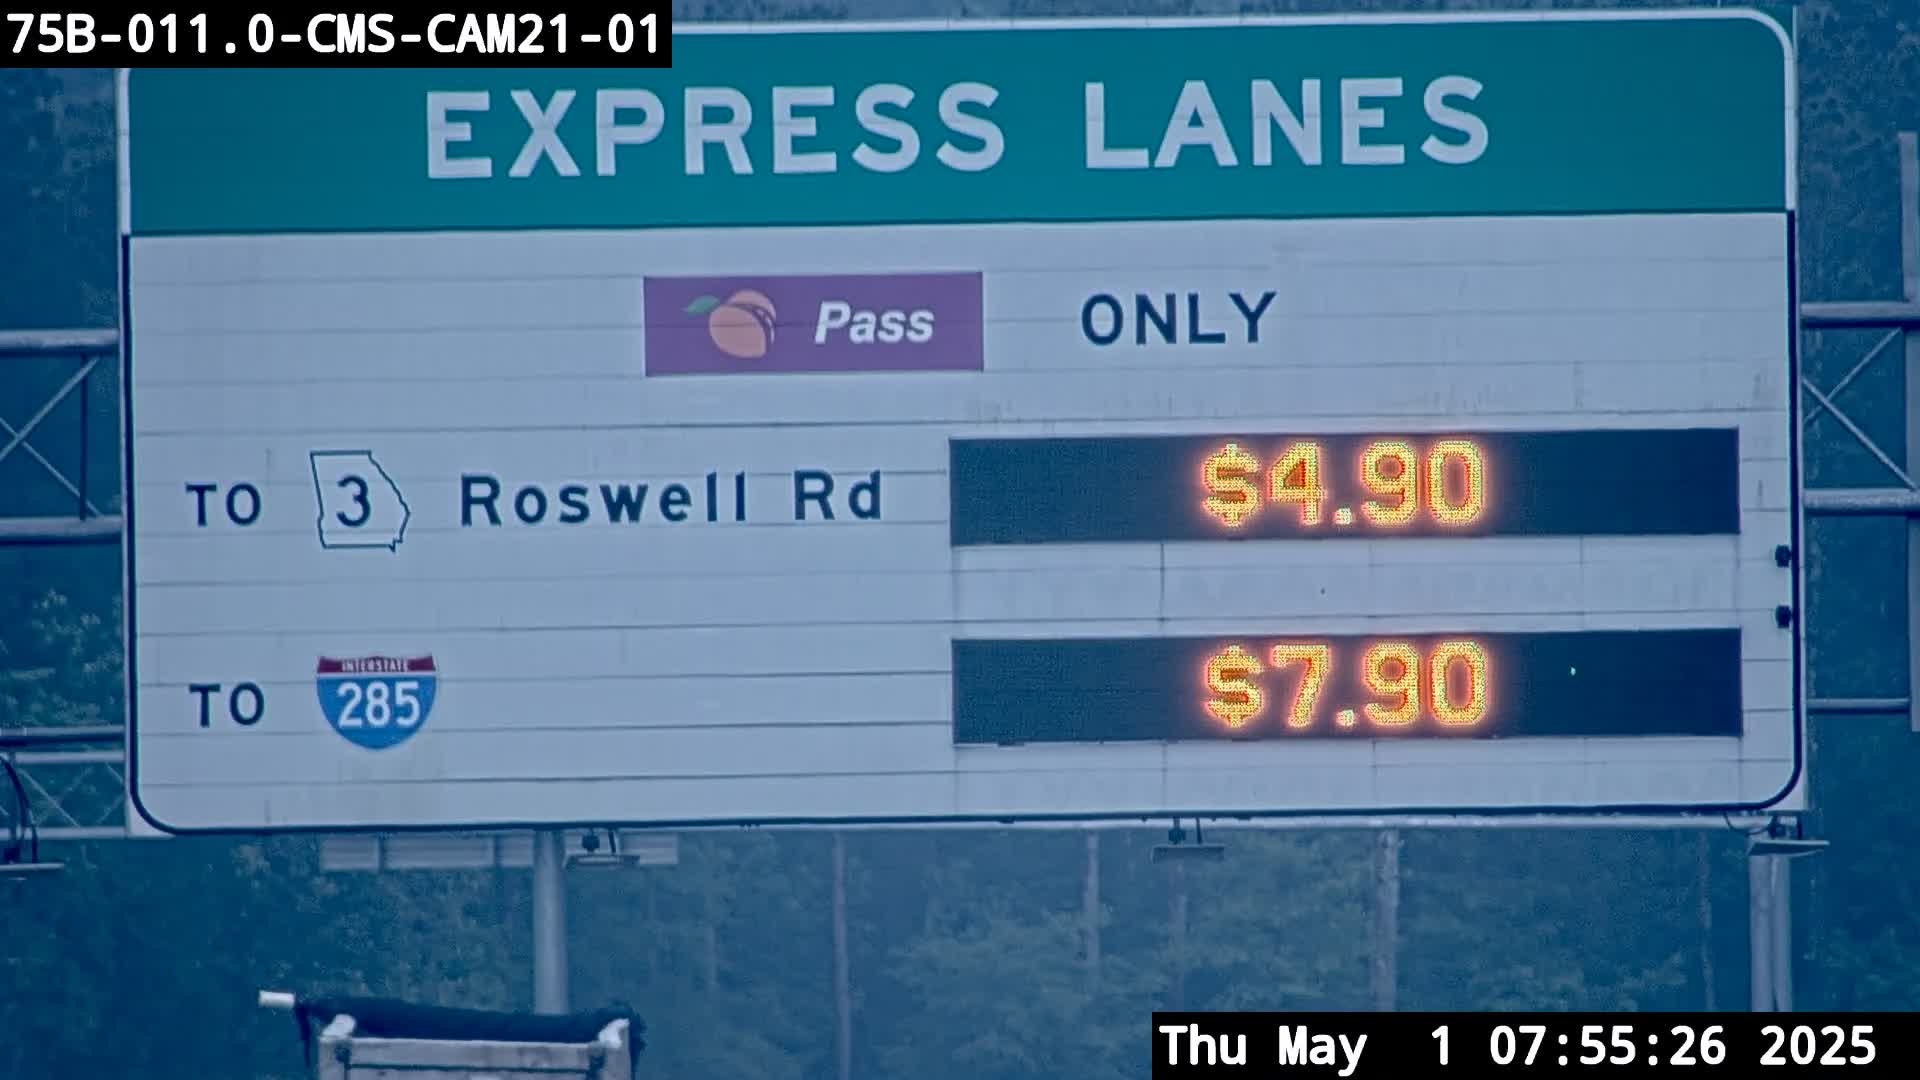 75B-011.0-CMS-CAM21-01
EXPRESS LANES
Pass ONLY
TO 3 Roswell Rd $4.90
TO INTERSTATE 285 $7.90
Thu May 1 07:55:26 2025